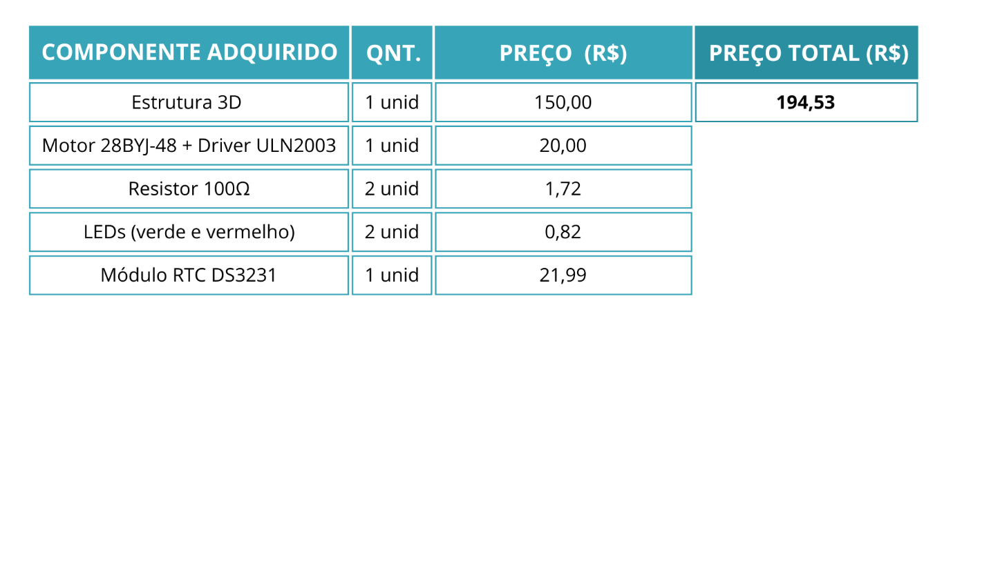 COMPONENTE ADQUIRIDO QNT. PREÇO (R$) PREÇO TOTAL (R$)
Estrutura 3D 1 unid 150,00 194,53
Motor 28BYJ-48 + Driver ULN2003 1 unid 20,00
Resistor 100Ω 2 unid 1,72
LEDs (verde e vermelho) 2 unid 0,82
Módulo RTC DS3231 1 unid 21,99